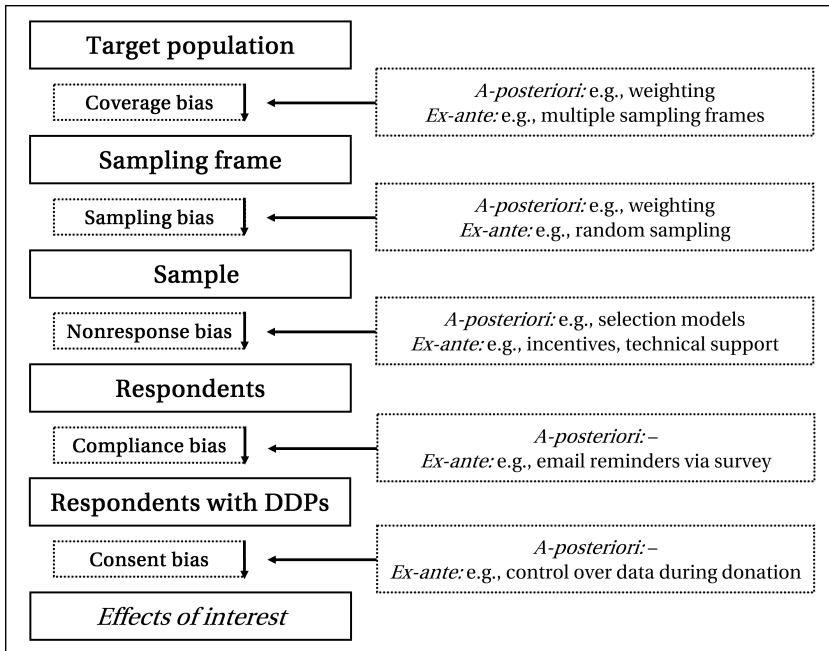 Target population
Coverage bias
A-posteriori: e.g., weighting
Ex-ante: e.g., multiple sampling frames
Sampling frame
Sampling bias
A-posteriori: e.g., weighting
Ex-ante: e.g., random sampling
Sample
Nonresponse bias
A-posteriori: e.g., selection models
Ex-ante: e.g., incentives, technical support
Respondents
Compliance bias
A-posteriori: –
Ex-ante: e.g., email reminders via survey
Respondents with DDPs
Consent bias
A-posteriori: –
Ex-ante: e.g., control over data during donation
Effects of interest